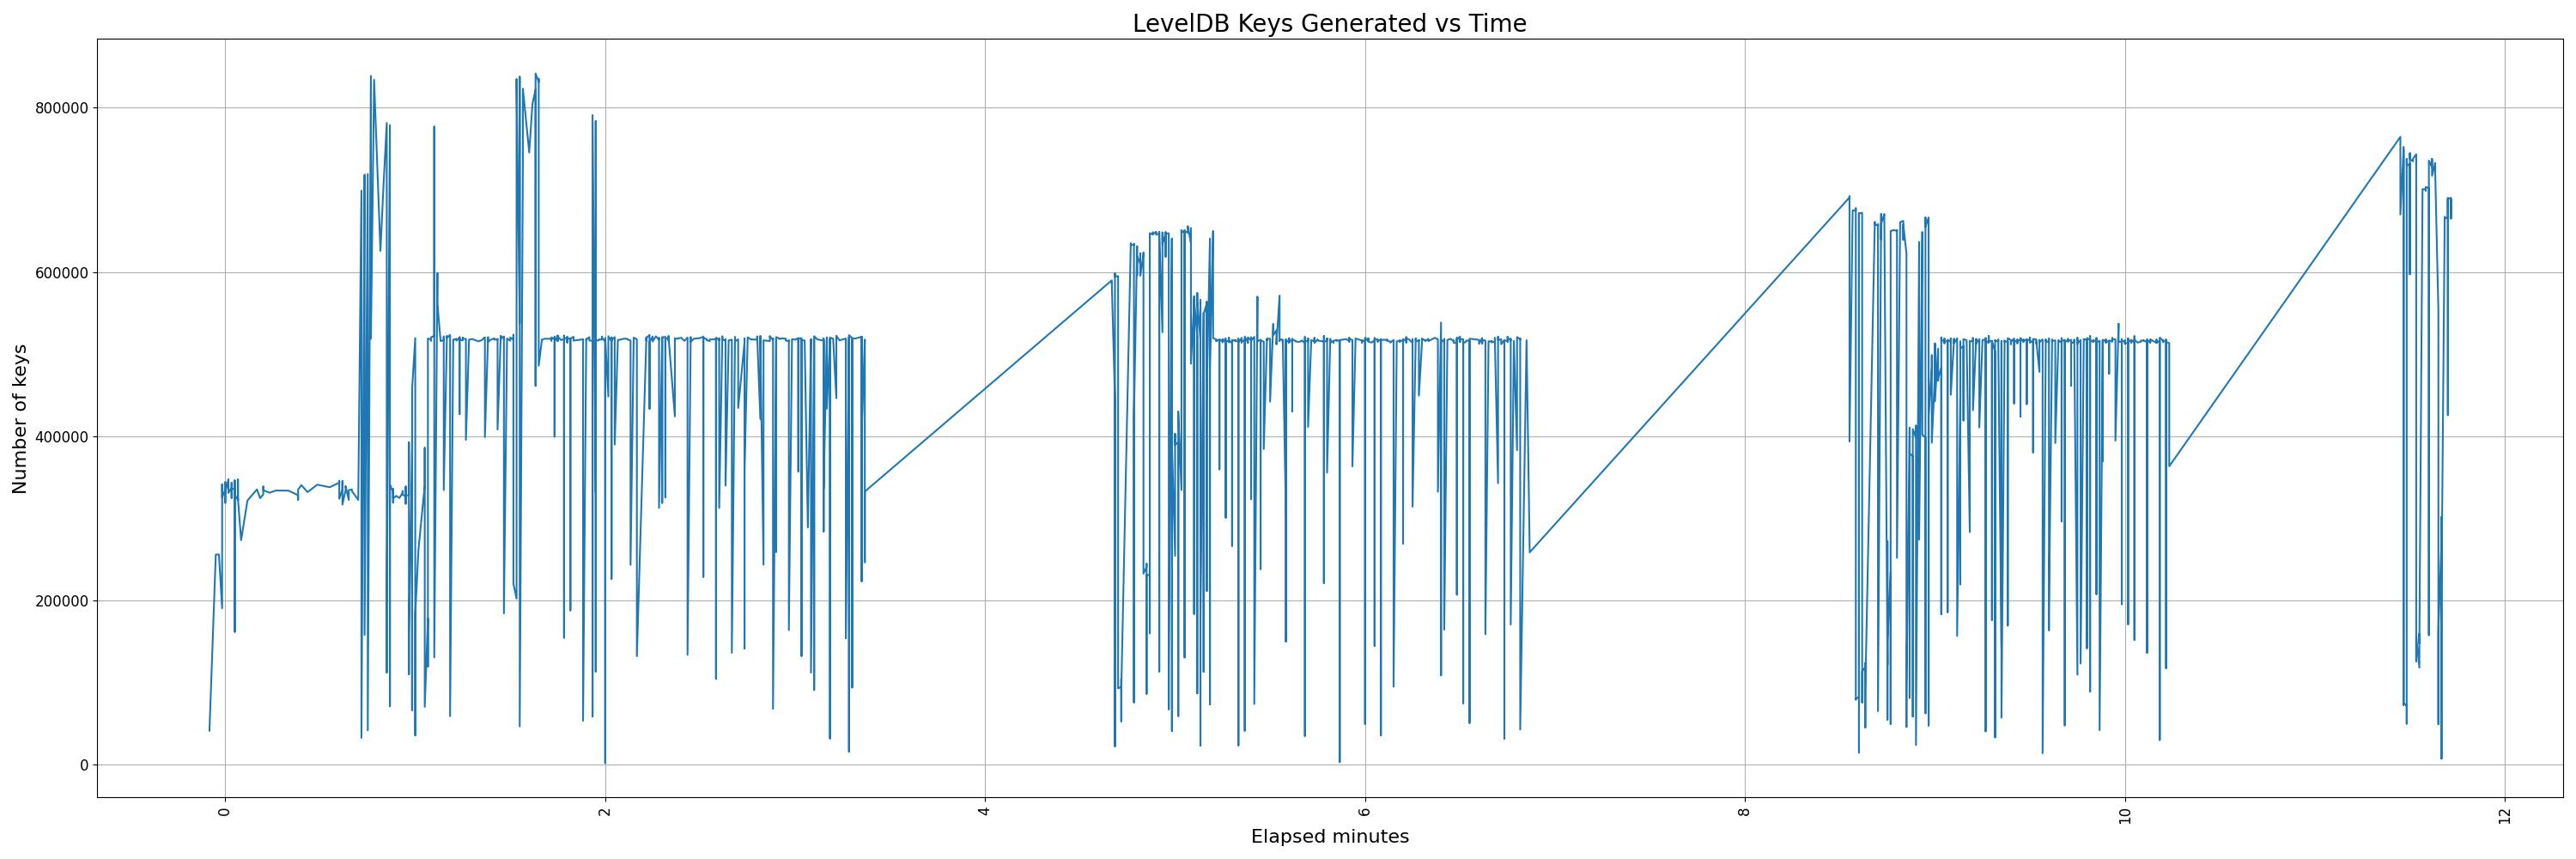 LevelDB Keys Generated vs Time
Number of keys
800000
600000
400000
200000
0
0 2 4 6 8 10 12
Elapsed minutes